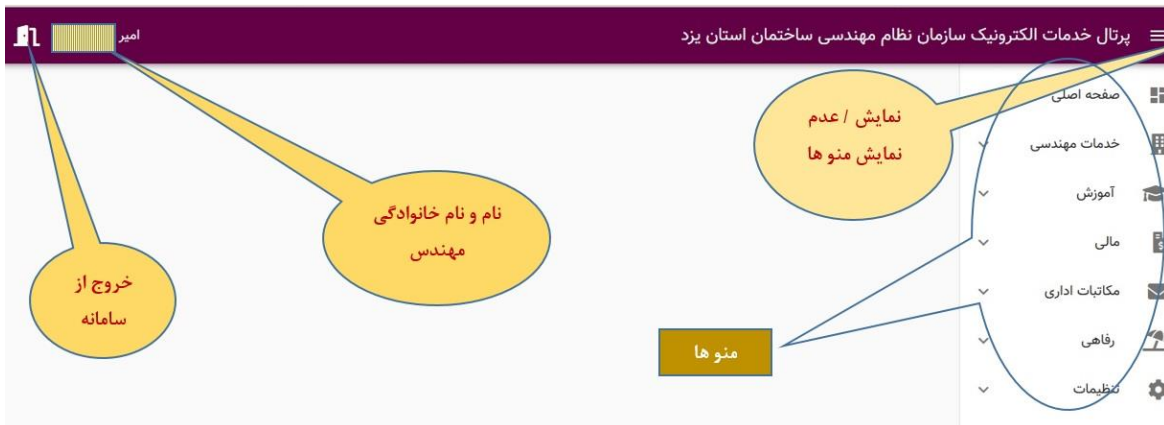 پرتال خدمات الکترونیک سازمان نظام مهندسی ساختمان استان یزد
امیر
صفحه اصلی
خدمات مهندسی
آموزش
مالی
مکاتبات اداری
رفاهی
تنظیمات
نمایش / عدم
نمایش منو ها
نام و نام خانوادگی
مهندس
خروج از
سامانه
منو ها